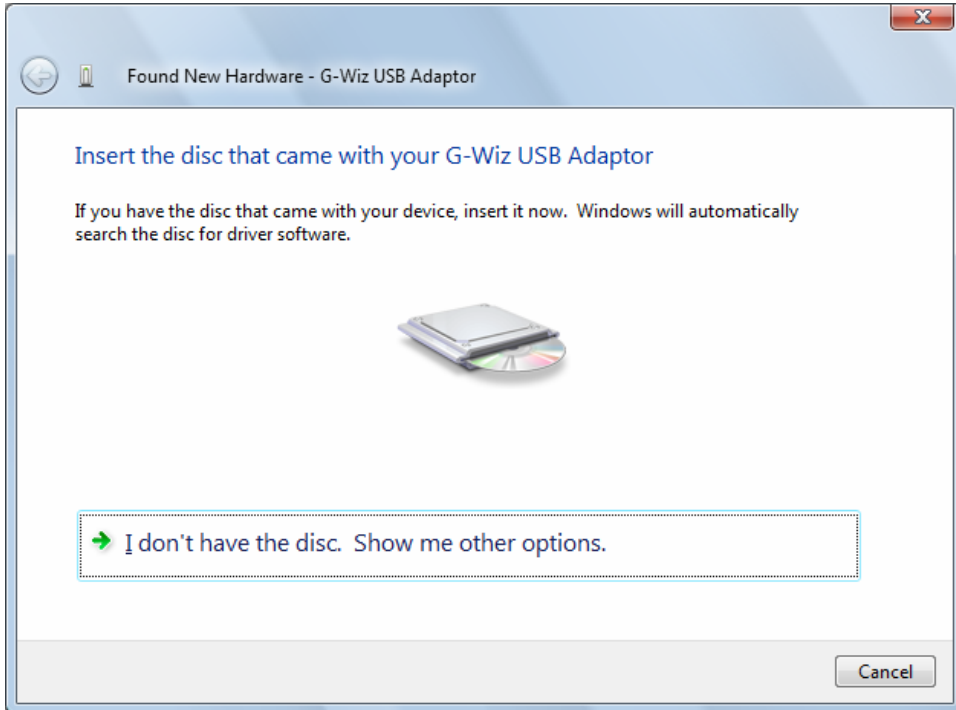 Found New Hardware - G-Wiz USB Adaptor
Insert the disc that came with your G-Wiz USB Adaptor
If you have the disc that came with your device, insert it now.  Windows will automatically
search the disc for driver software.
I don't have the disc.  Show me other options.
Cancel